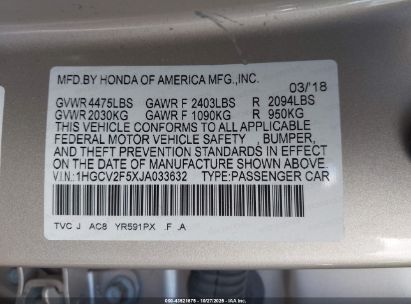 MFD.BY HONDA OF AMERICA MFG.,INC.
03/'18
GVWR 4475LBS GAWR F 2403LBS R 2094LBS
GVWR 2030KG GAWR F 1090KG R 950KG
THIS VEHICLE CONFORMS TO ALL APPLICABLE
FEDERAL MOTOR VEHICLE SAFETY , BUMPER,
AND THEFT PREVENTION STANDARDS IN EFFECT
ON THE DATE OF MANUFACTURE SHOWN ABOVE.
V.I.N.: 1HGCV2F5XJA033632 TYPE:PASSENGER CAR
TVC J AC8 YR591PX .F .A